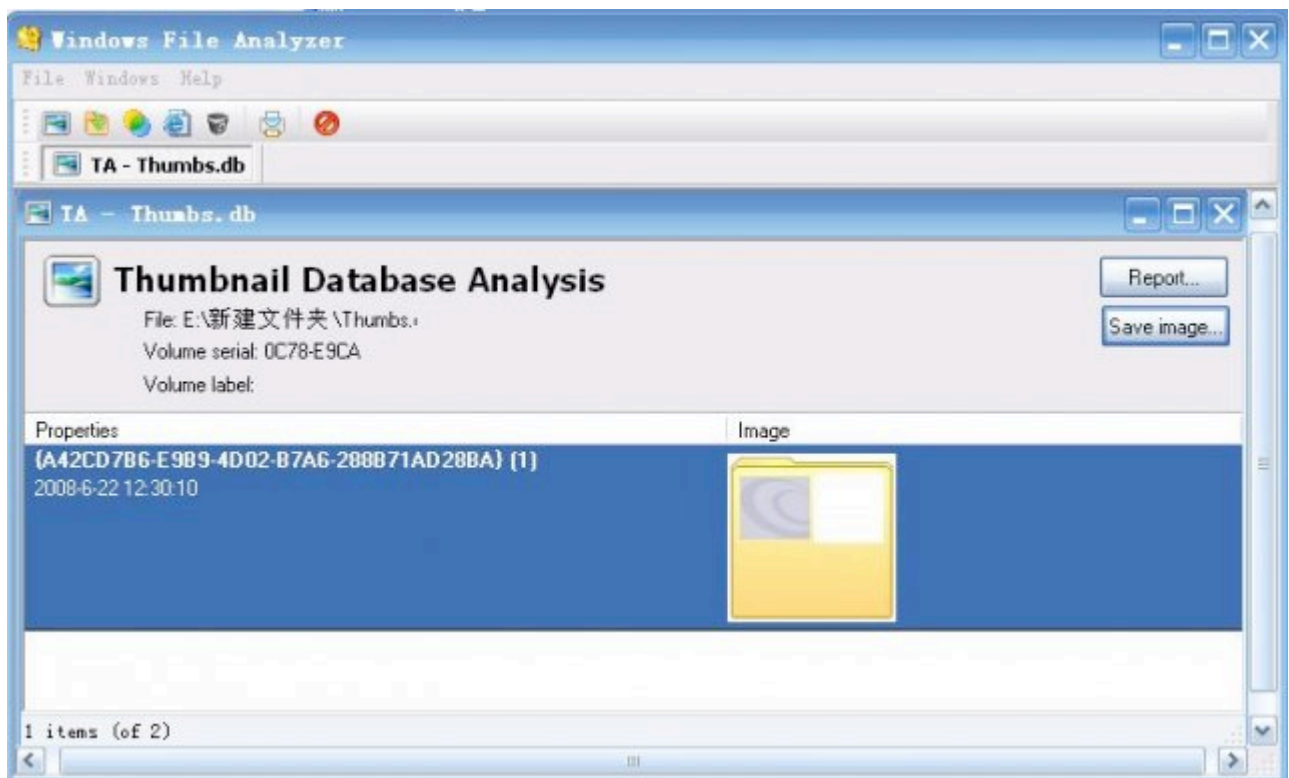 Windows File Analyzer
File Windows Help
TA - Thumbs.db
TA - Thumbs.db
Thumbnail Database Analysis
Report...
File: E:\新建文件夹\Thumbs.
Save image...
Volume serial: 0C78-E9CA
Volume label:
Properties Image
{A42CD7B6-E9B9-4D02-B7A6-288B71AD28BA} (1)
2008-6-22 12:30:10
1 items (of 2)